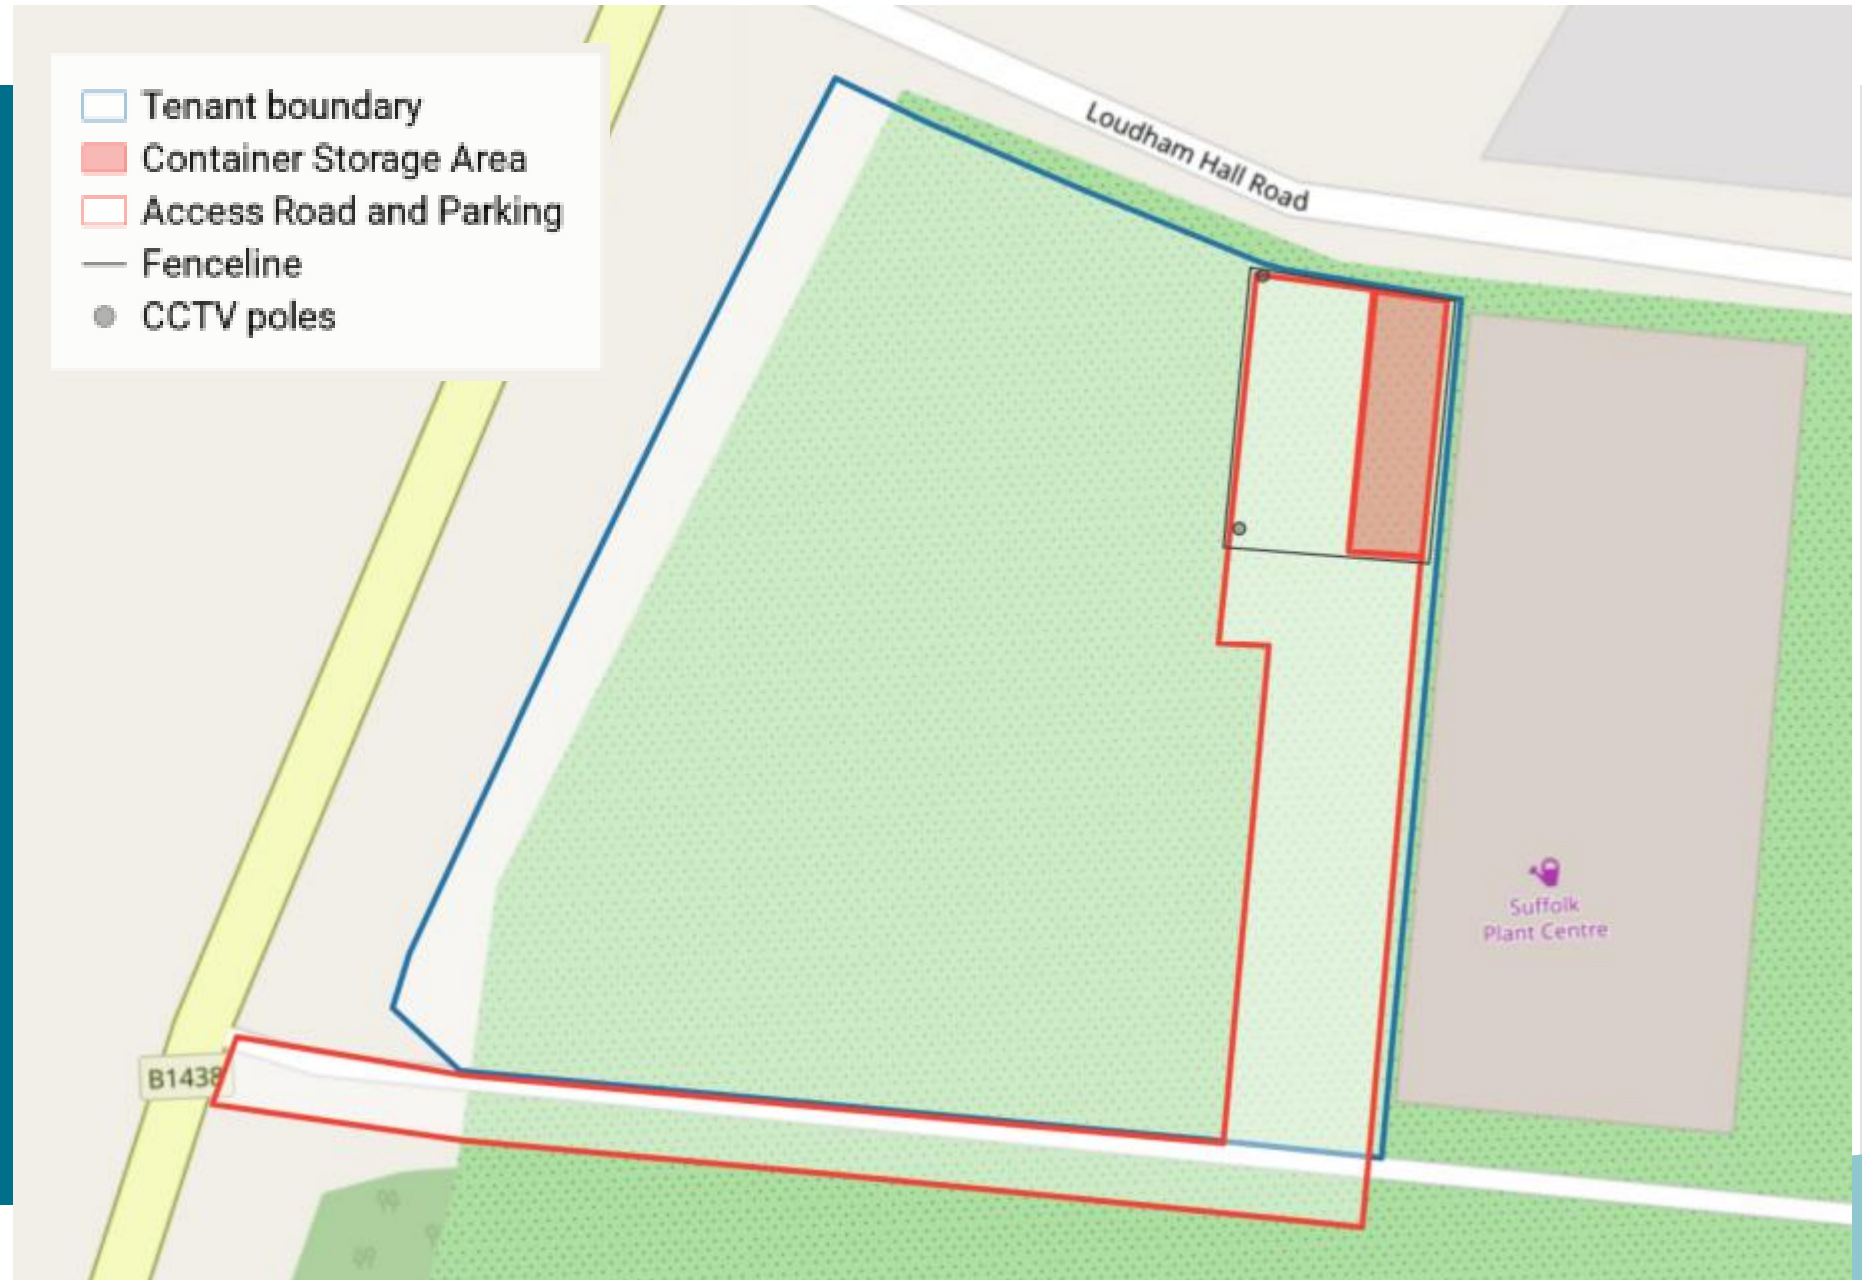 Tenant boundary
Container Storage Area
Access Road and Parking
Fenceline
CCTV poles
Loudham Hall Road
Suffolk
Plant Centre
B1438